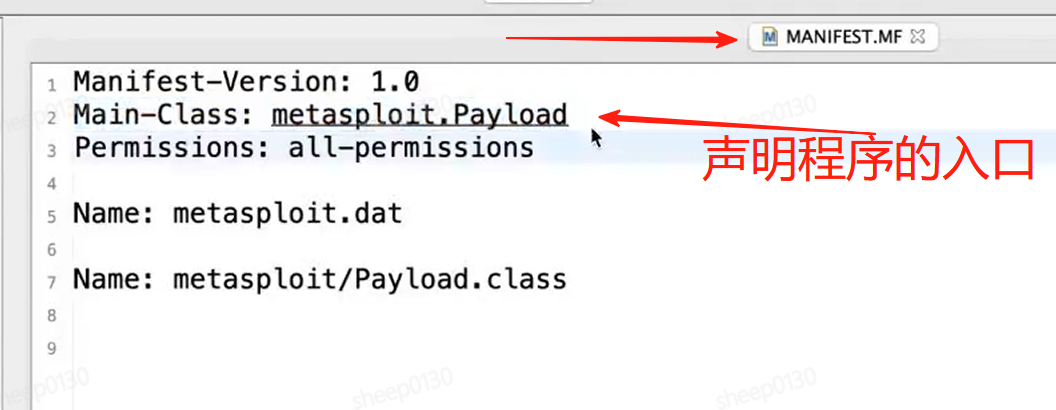 MANIFEST.MF
1 Manifest-Version: 1.0
2 Main-Class: metasploit.Payload
3 Permissions: all-permissions
声明程序的入口
4
5 Name: metasploit.dat
6
7 Name: metasploit/Payload.class
8
9
sheep0130
sheep0130
sheep0130
sheep0130
sheep0130